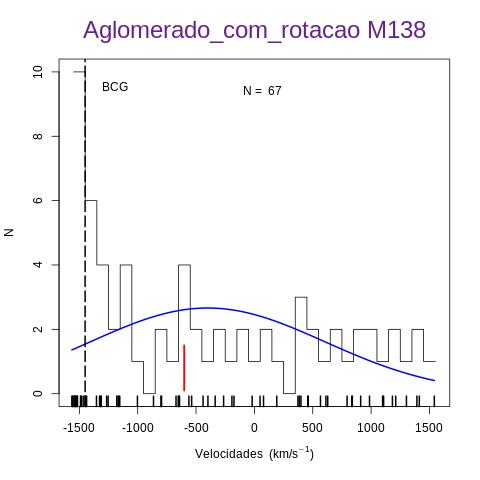 Aglomerado_com_rotacao M138
BCG
N = 67
N
0
2
4
6
8
10
-1500
-1000
-500
0
500
1000
1500
Velocidades (km/s⁻¹)